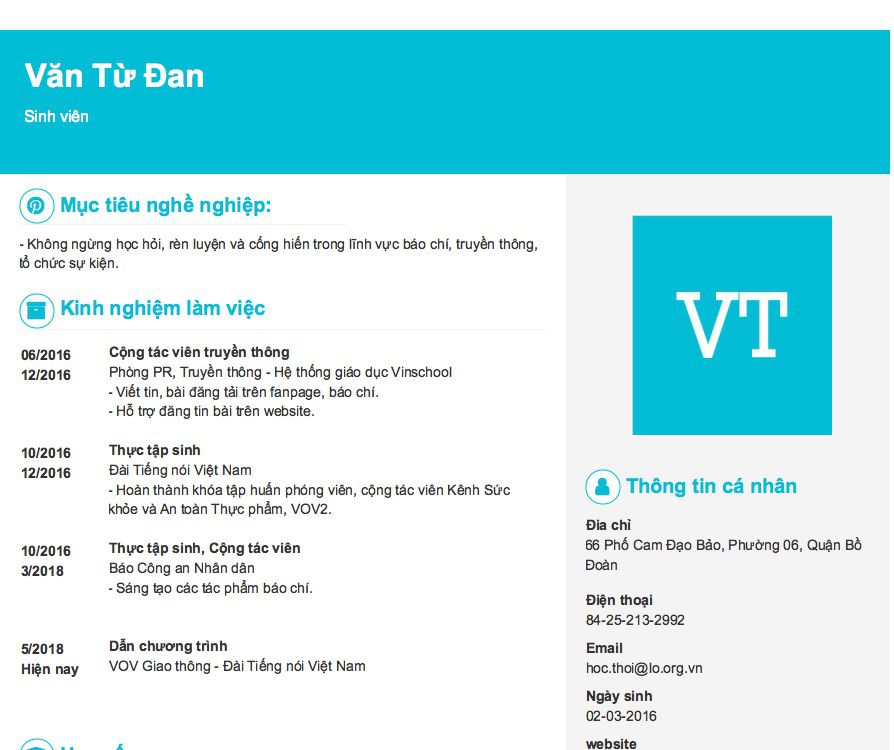 Văn Từ Đan
Sinh viên
Mục tiêu nghề nghiệp:
- Không ngừng học hỏi, rèn luyện và cống hiến trong lĩnh vực báo chí, truyền thông,
tổ chức sự kiện.
Kinh nghiệm làm việc
06/2016
12/2016
Cộng tác viên truyền thông
Phòng PR, Truyền thông - Hệ thống giáo dục Vinschool
- Viết tin, bài đăng tải trên fanpage, báo chí.
- Hỗ trợ đăng tin bài trên website.
10/2016
12/2016
Thực tập sinh
Đài Tiếng nói Việt Nam
- Hoàn thành khóa tập huấn phóng viên, cộng tác viên Kênh Sức
khỏe và An toàn Thực phẩm, VOV2.
10/2016
3/2018
Thực tập sinh, Cộng tác viên
Báo Công an Nhân dân
- Sáng tạo các tác phẩm báo chí.
5/2018
Hiện nay
Dẫn chương trình
VOV Giao thông - Đài Tiếng nói Việt Nam
VT
Thông tin cá nhân
Đia chỉ
66 Phố Cam Đạo Bảo, Phường 06, Quận Bồ
Đoàn
Điện thoại
84-25-213-2992
Email
hoc.thoi@lo.org.vn
Ngày sinh
02-03-2016
website